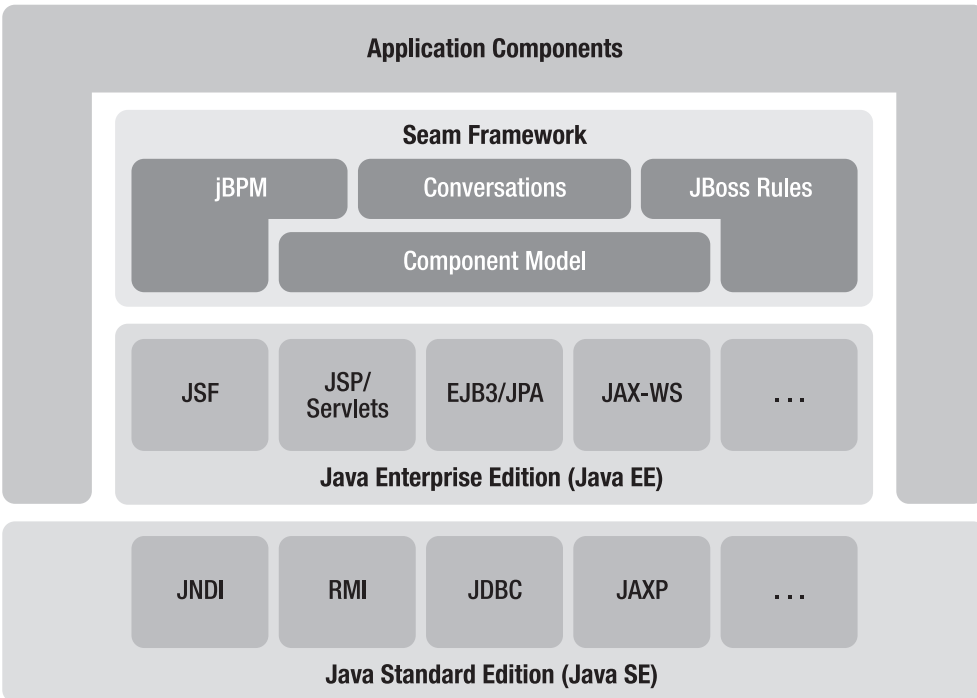 Application Components
Seam Framework
jBPM
Conversations
JBoss Rules
Component Model
JSF
JSP/
Servlets
EJB3/JPA
JAX-WS
...
Java Enterprise Edition (Java EE)
JNDI
RMI
JDBC
JAXP
...
Java Standard Edition (Java SE)